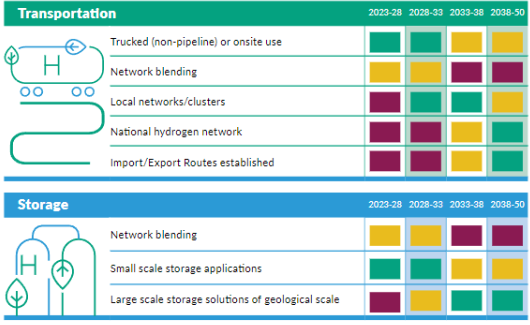 Transportation 2023-28 2028-33 2033-38 2038-50
Trucked (non-pipeline) or onsite use
H
Network blending
Local networks/clusters
National hydrogen network
Import/Export Routes established
Storage 2023-28 2028-33 2033-38 2038-50
Network blending
H
Small scale storage applications
Large scale storage solutions of geological scale